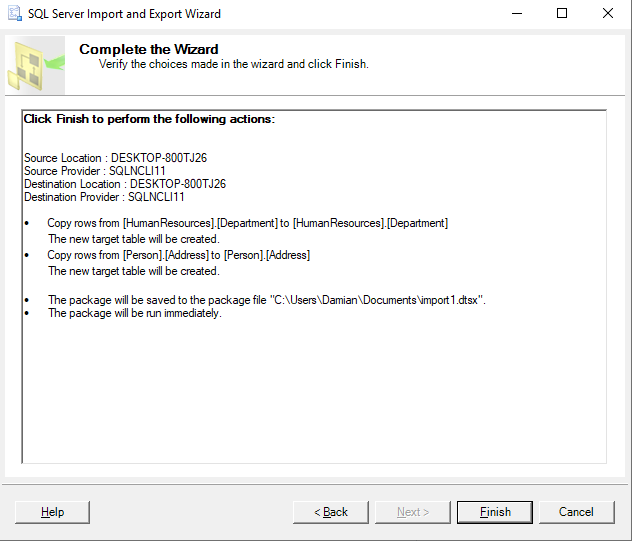 SQL Server Import and Export Wizard
Complete the Wizard
Verify the choices made in the wizard and click Finish.
Click Finish to perform the following actions:
Source Location : DESKTOP-800TJ26
Source Provider : SQLNCLI11
Destination Location : DESKTOP-800TJ26
Destination Provider : SQLNCLI11
• Copy rows from [HumanResources].[Department] to [HumanResources].[Department]
The new target table will be created.
• Copy rows from [Person].[Address] to [Person].[Address]
The new target table will be created.
• The package will be saved to the package file "C:\Users\Damian\Documents\import1.dtsx".
• The package will be run immediately.
Help < Back Next > Finish Cancel